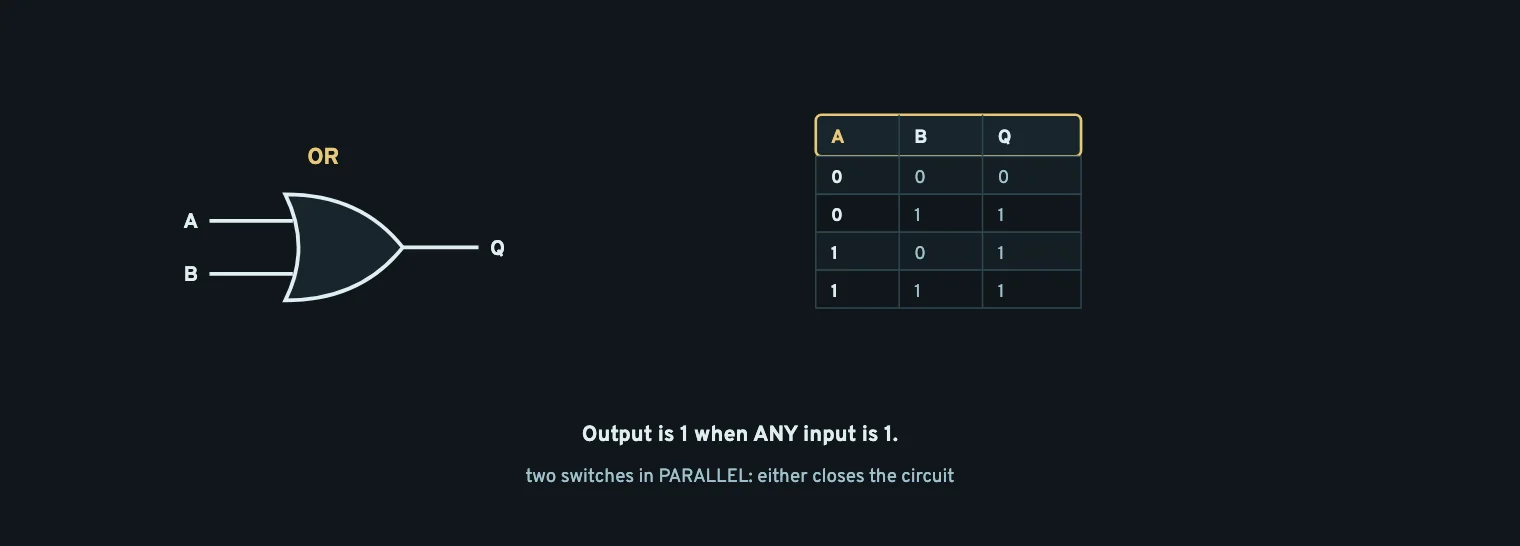 OR
A
B
Q
A B Q
0 0 0
0 1 1
1 0 1
1 1 1
Output is 1 when ANY input is 1.
two switches in PARALLEL: either closes the circuit